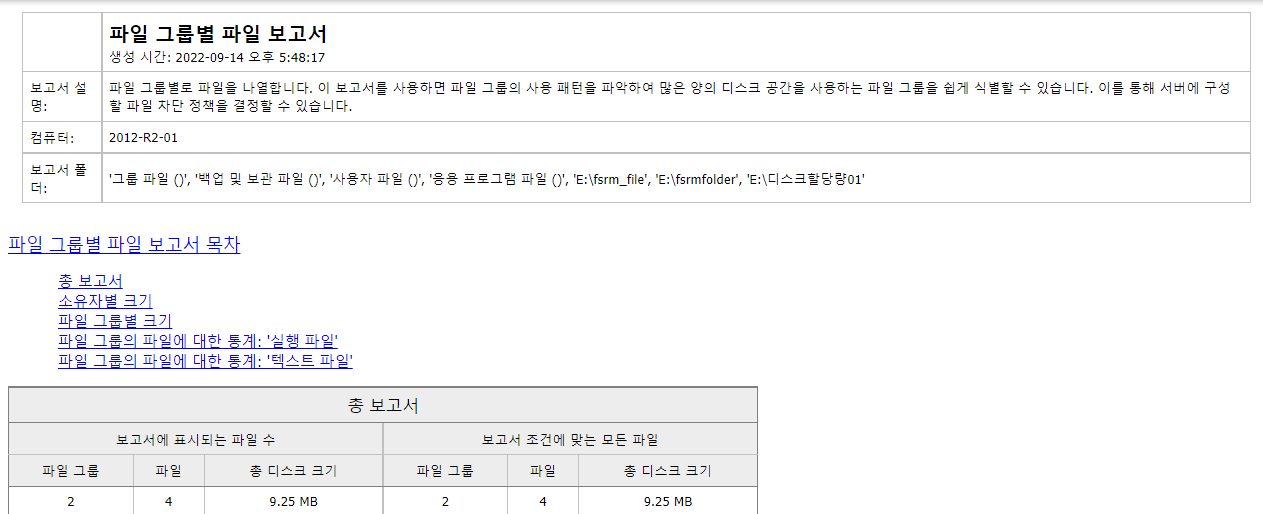 파일 그룹별 파일 보고서
생성 시간: 2022-09-14 오후 5:48:17
보고서 설
명:
파일 그룹별로 파일을 나열합니다. 이 보고서를 사용하면 파일 그룹의 사용 패턴을 파악하여 많은 양의 디스크 공간을 사용하는 파일 그룹을 쉽게 식별할 수 있습니다. 이를 통해 서버에 구성
할 파일 차단 정책을 결정할 수 있습니다.
컴퓨터:
2012-R2-01
보고서 폴
더:
'그룹 파일 ()', '백업 및 보관 파일 ()', '사용자 파일 ()', '응용 프로그램 파일 ()', 'E:\fsrm_file', 'E:\fsrmfolder', 'E:\디스크할당량01'
파일 그룹별 파일 보고서 목차
총 보고서
소유자별 크기
파일 그룹별 크기
파일 그룹의 파일에 대한 통계: '실행 파일'
파일 그룹의 파일에 대한 통계: '텍스트 파일'
총 보고서
보고서에 표시되는 파일 수 보고서 조건에 맞는 모든 파일
파일 그룹 파일 총 디스크 크기 파일 그룹 파일 총 디스크 크기
2 4 9.25 MB 2 4 9.25 MB